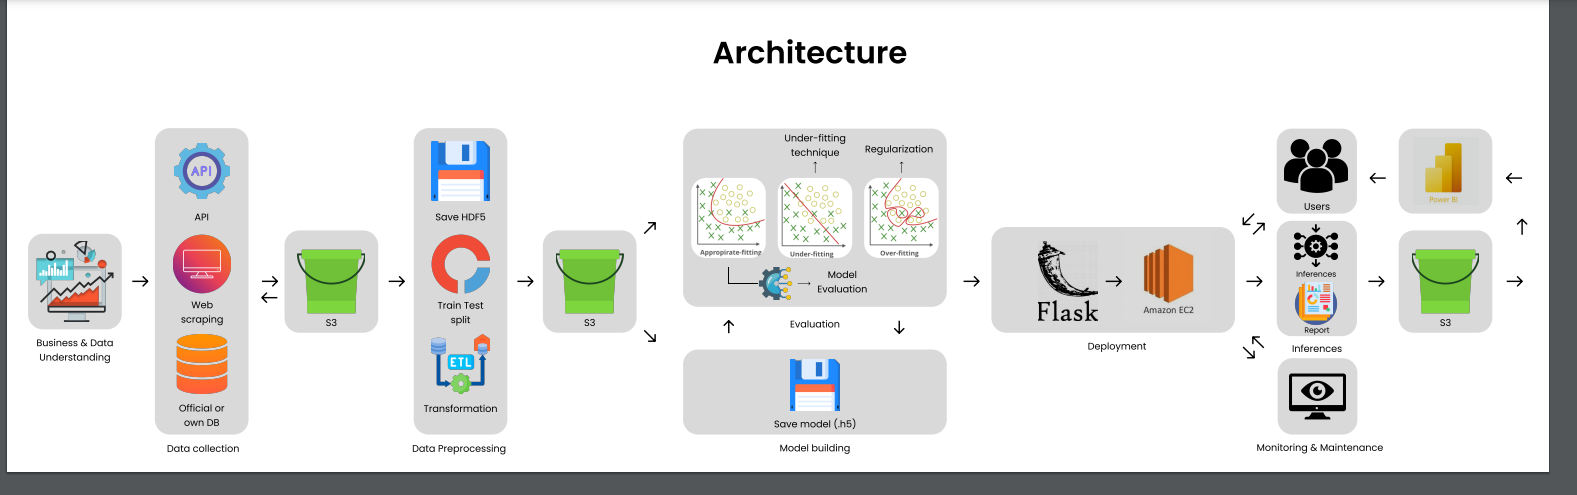 Architecture
Business & Data
Understanding
API
API
Web
scraping
Official or
own DB
Data collection
S3
Save HDF5
Train Test
split
ETL
Transformation
Data Preprocessing
S3
Under-fitting
technique
Regularization
Appropirate-fitting
Under-fitting
Over-fitting
Model
Evaluation
Evaluation
Save model (.h5)
Model building
Flask
Amazon EC2
Deployment
Users
Inferences
Report
Inferences
Monitoring & Maintenance
Power BI
S3